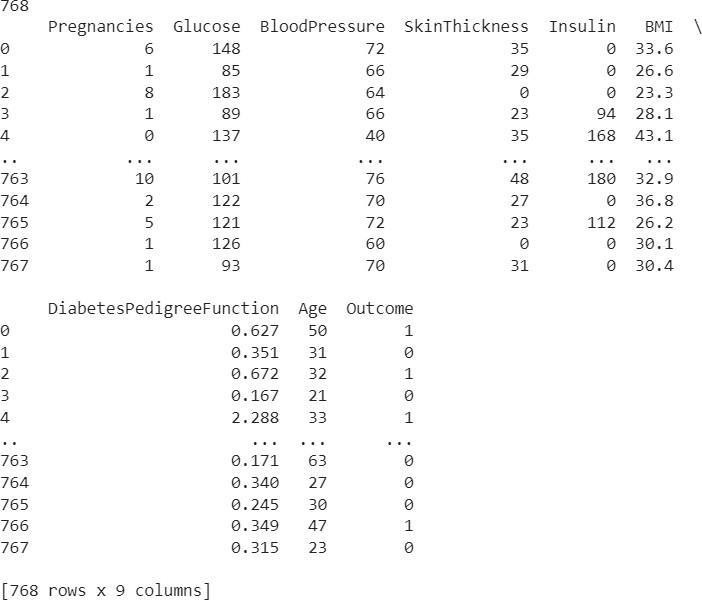 768
     Pregnancies  Glucose  BloodPressure  SkinThickness  Insulin   BMI  \
0              6      148             72             35        0  33.6
1              1       85             66             29        0  26.6
2              8      183             64              0        0  23.3
3              1       89             66             23       94  28.1
4              0      137             40             35      168  43.1
..           ...      ...            ...            ...      ...   ...
763           10      101             76             48      180  32.9
764            2      122             70             27        0  36.8
765            5      121             72             23      112  26.2
766            1      126             60              0        0  30.1
767            1       93             70             31        0  30.4

     DiabetesPedigreeFunction  Age  Outcome
0                       0.627   50        1
1                       0.351   31        0
2                       0.672   32        1
3                       0.167   21        0
4                       2.288   33        1
..                        ...  ...      ...
763                     0.171   63        0
764                     0.340   27        0
765                     0.245   30        0
766                     0.349   47        1
767                     0.315   23        0

[768 rows x 9 columns]